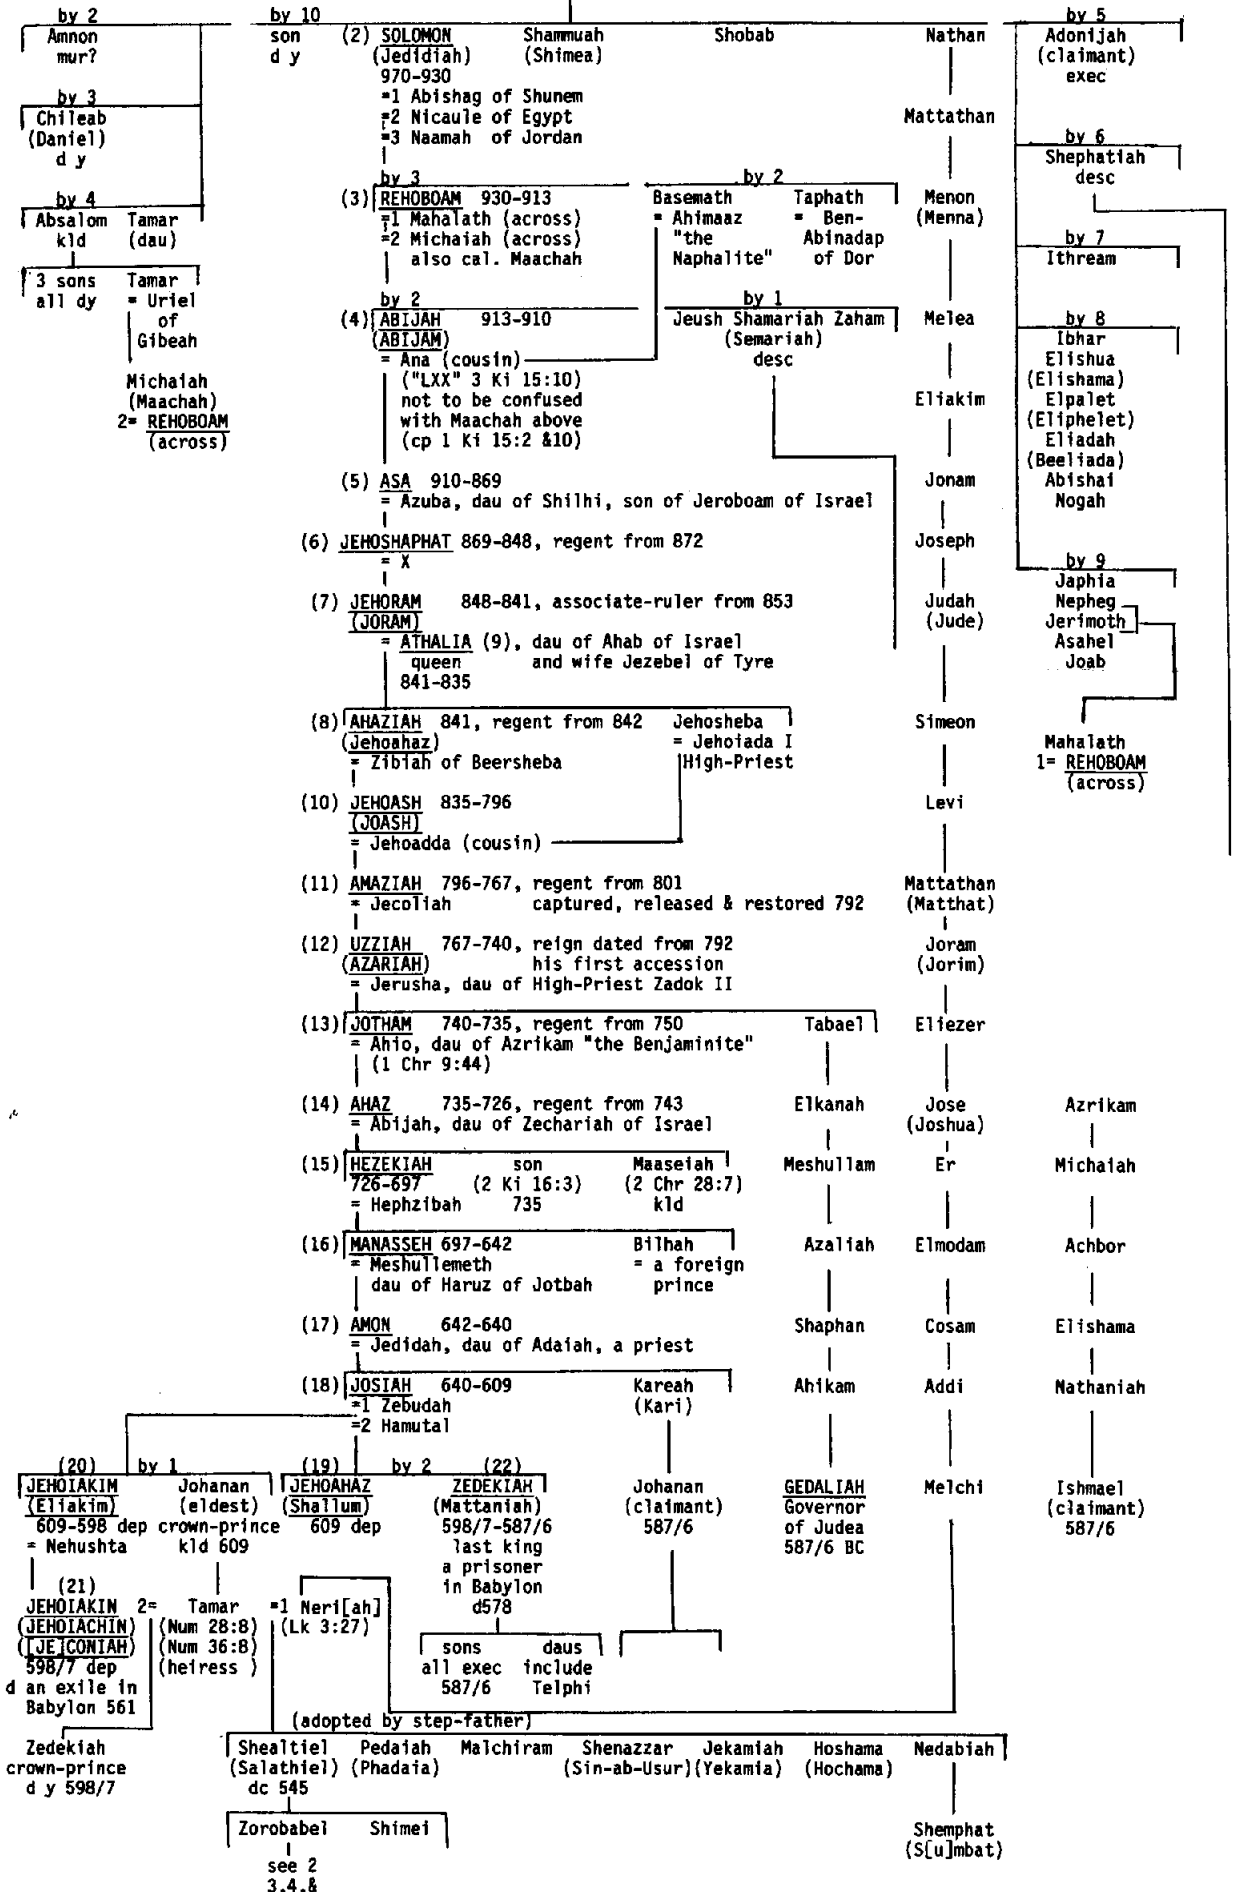 by 2 by 10 by 5
Amnon son (2) SOLOMON Shammuah Shobab Nathan Adonijah
mur? d y (Jedidiah) (Shimea) (claimant)
970-930 exec
=1 Abishag of Shunem
by 3 =2 Nicaule of Egypt
Chileab =3 Naamah of Jordan Mattathan
(Daniel) by 6
d y Shephatiah
by 3 by 2 desc
by 4 (3) REHOBOAM 930-913 Basemath Taphath Menon
Absalom Tamar =1 Mahalath (across) = Ahimaaz = Ben- (Menna)
kld (dau) =2 Michaiah (across) "the Abinadap by 7
also cal. Maachah Naphalite" of Dor Ithream
3 sons Tamar
all dy = Uriel by 2 by 1
of (4) ABIJAH 913-910 Jeush Shamariah Zaham Melea by 8
Gibeah (ABIJAM) (Semariah) Ibhar
= Ana (cousin) desc Elishua
Michaiah ("LXX" 3 Ki 15:10) (Elishama)
(Maachah) not to be confused Eliakim Elpalet
2= REHOBOAM with Maachah above (Eliphelet)
(across) (cp 1 Ki 15:2 &10) Eliadah
(Beeliada)
(5) ASA 910-869 Jonam Abishai
= Azuba, dau of Shilhi, son of Jeroboam of Israel Nogah
(6) JEHOSHAPHAT 869-848, regent from 872 Joseph
= X by 9
Japhia
(7) JEHORAM 848-841, associate-ruler from 853 Judah Nepheg
(JORAM) (Jude) Jerimoth
= ATHALIA (9), dau of Ahab of Israel Asahel
queen and wife Jezebel of Tyre Joab
841-835
(8) AHAZIAH 841, regent from 842 Jehosheba Simeon
(Jehoahaz) = Jehoiada I Mahalath
= Zibiah of Beersheba High-Priest 1= REHOBOAM
(across)
(10) JEHOASH 835-796 Levi
(JOASH)
= Jehoadda (cousin)
(11) AMAZIAH 796-767, regent from 801 Mattathan
= Jecoliah captured, released & restored 792 (Matthat)
(12) UZZIAH 767-740, reign dated from 792 Joram
(AZARIAH) his first accession (Jorim)
= Jerusha, dau of High-Priest Zadok II
(13) JOTHAM 740-735, regent from 750 Tabael Eliezer
= Ahio, dau of Azrikam "the Benjaminite"
(1 Chr 9:44)
(14) AHAZ 735-726, regent from 743 Elkanah Jose Azrikam
= Abijah, dau of Zechariah of Israel (Joshua)
(15) HEZEKIAH son Maaseiah Meshullam Er Michaiah
726-697 (2 Ki 16:3) (2 Chr 28:7)
= Hephzibah 735 kld
(16) MANASSEH 697-642 Bilhah Azaliah Elmodam Achbor
= Meshullemeth = a foreign
dau of Haruz of Jotbah prince
(17) AMON 642-640 Shaphan Cosam Elishama
= Jedidah, dau of Adaiah, a priest
(18) JOSIAH 640-609 Kareah Ahikam Addi Nathaniah
=1 Zebudah (Kari)
=2 Hamutal
(20) by 1 (19) by 2 (22)
JEHOIAKIM Johanan JEHOAHAZ ZEDEKIAH Johanan GEDALIAH Melchi Ishmael
(Eliakim) (eldest) (Shallum) (Mattaniah) (claimant) Governor (claimant)
609-598 dep crown-prince 609 dep 598/7-587/6 587/6 of Judea 587/6
= Nehushta kld 609 last king 587/6 BC
a prisoner
(21) in Babylon
JEHOIAKIN 2= Tamar =1 Neri[ah] d578
(JEHOIACHIN) (Num 28:8) (Lk 3:27)
([JE]CONIAH) (Num 36:8) sons daus
598/7 dep (heiress ) all exec include
d an exile in 587/6 Telphi
Babylon 561
(adopted by step-father)
Zedekiah Shealtiel Pedaiah Malchiram Shenazzar Jekamiah Hoshama Nedabiah
crown-prince (Salathiel) (Phadaia) (Sin-ab-Usur) (Yekamia) (Hochama)
d y 598/7 dc 545
Zorobabel Shimei Shemphat
(S[u]mbat)
see 2
3,4,&